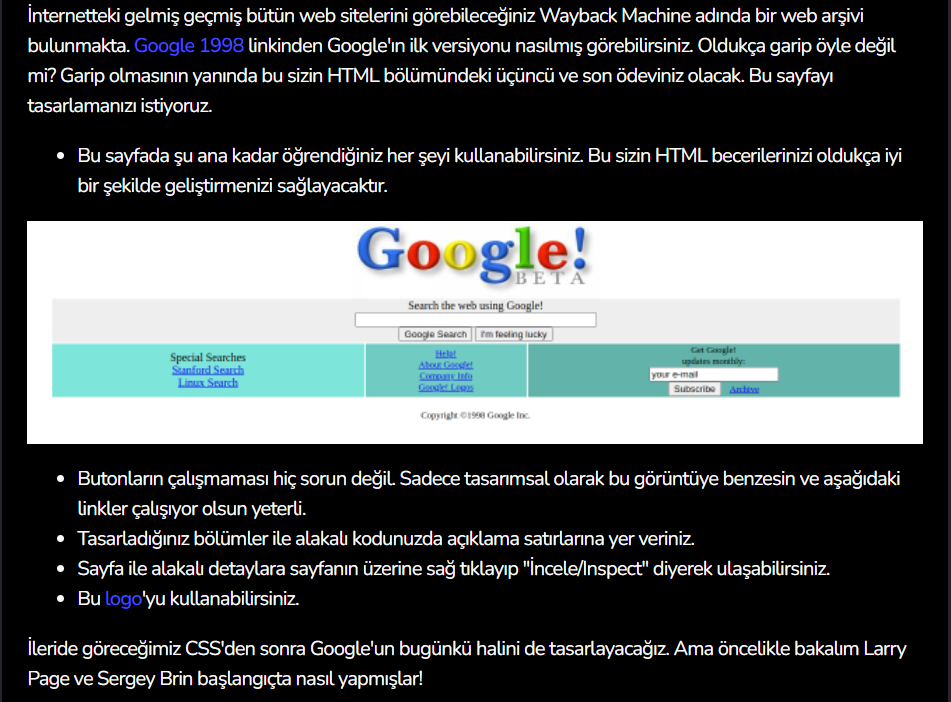 İnternetteki gelmiş geçmiş bütün web sitelerini görebileceğiniz Wayback Machine adında bir web arşivi
bulunmakta. Google 1998 linkinden Google'ın ilk versiyonu nasılmış görebilirsiniz. Oldukça garip öyle değil
mi? Garip olmasının yanında bu sizin HTML bölümündeki üçüncü ve son ödeviniz olacak. Bu sayfayı
tasarlamanızı istiyoruz.
• Bu sayfada şu ana kadar öğrendiğiniz her şeyi kullanabilirsiniz. Bu sizin HTML becerilerinizi oldukça iyi
bir şekilde geliştirmenizi sağlayacaktır.
Google!
BETA
Search the web using Google!
Google Search I'm feeling lucky
Special Searches
Stanford Search
Linux Search
Help!
About Google!
Company Info
Google! Logos
Get Google!
updates monthly:
your e-mail
Subscribe Archive
Copyright ©1998 Google Inc.
• Butonların çalışmaması hiç sorun değil. Sadece tasarımsal olarak bu görüntüye benzesin ve aşağıdaki
linkler çalışıyor olsun yeterli.
• Tasarladığınız bölümler ile alakalı kodunuzda açıklama satırlarına yer veriniz.
• Sayfa ile alakalı detaylara sayfanın üzerine sağ tıklayıp "İncele/Inspect" diyerek ulaşabilirsiniz.
• Bu logo'yu kullanabilirsiniz.
İleride göreceğimiz CSS'den sonra Google'un bugünkü halini de tasarlayacağız. Ama öncelikle bakalım Larry
Page ve Sergey Brin başlangıçta nasıl yapmışlar!